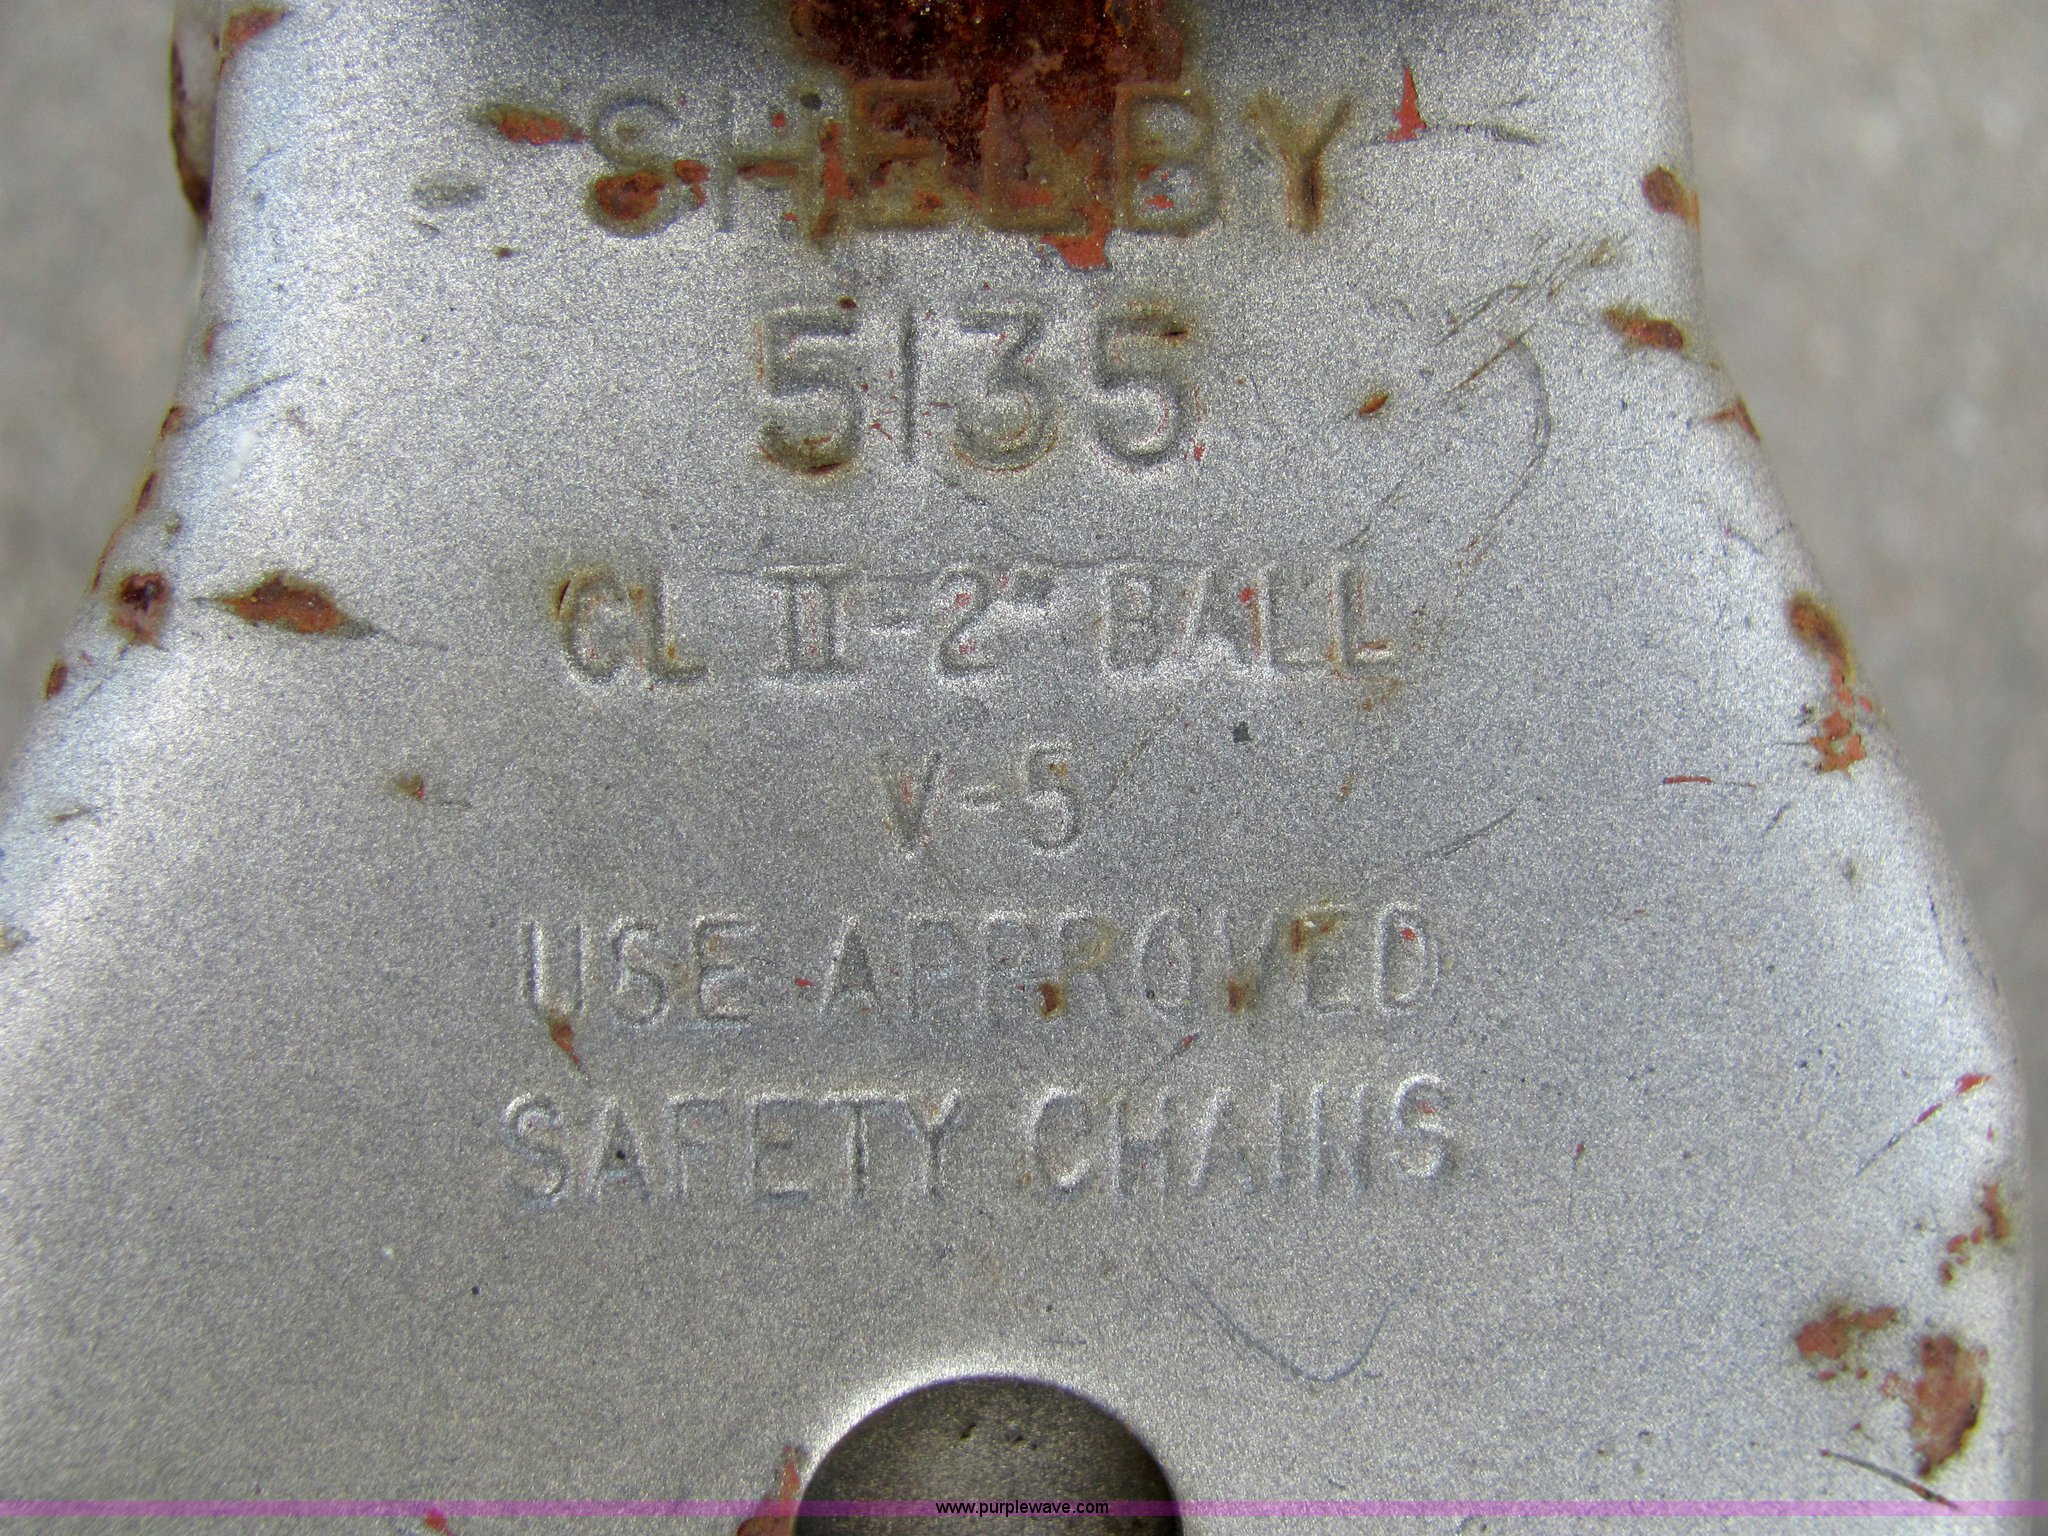 SHELBY
5135
CL II-2" BALL
V-5
USE APPROVED
SAFETY CHAINS
www.purplewave.com